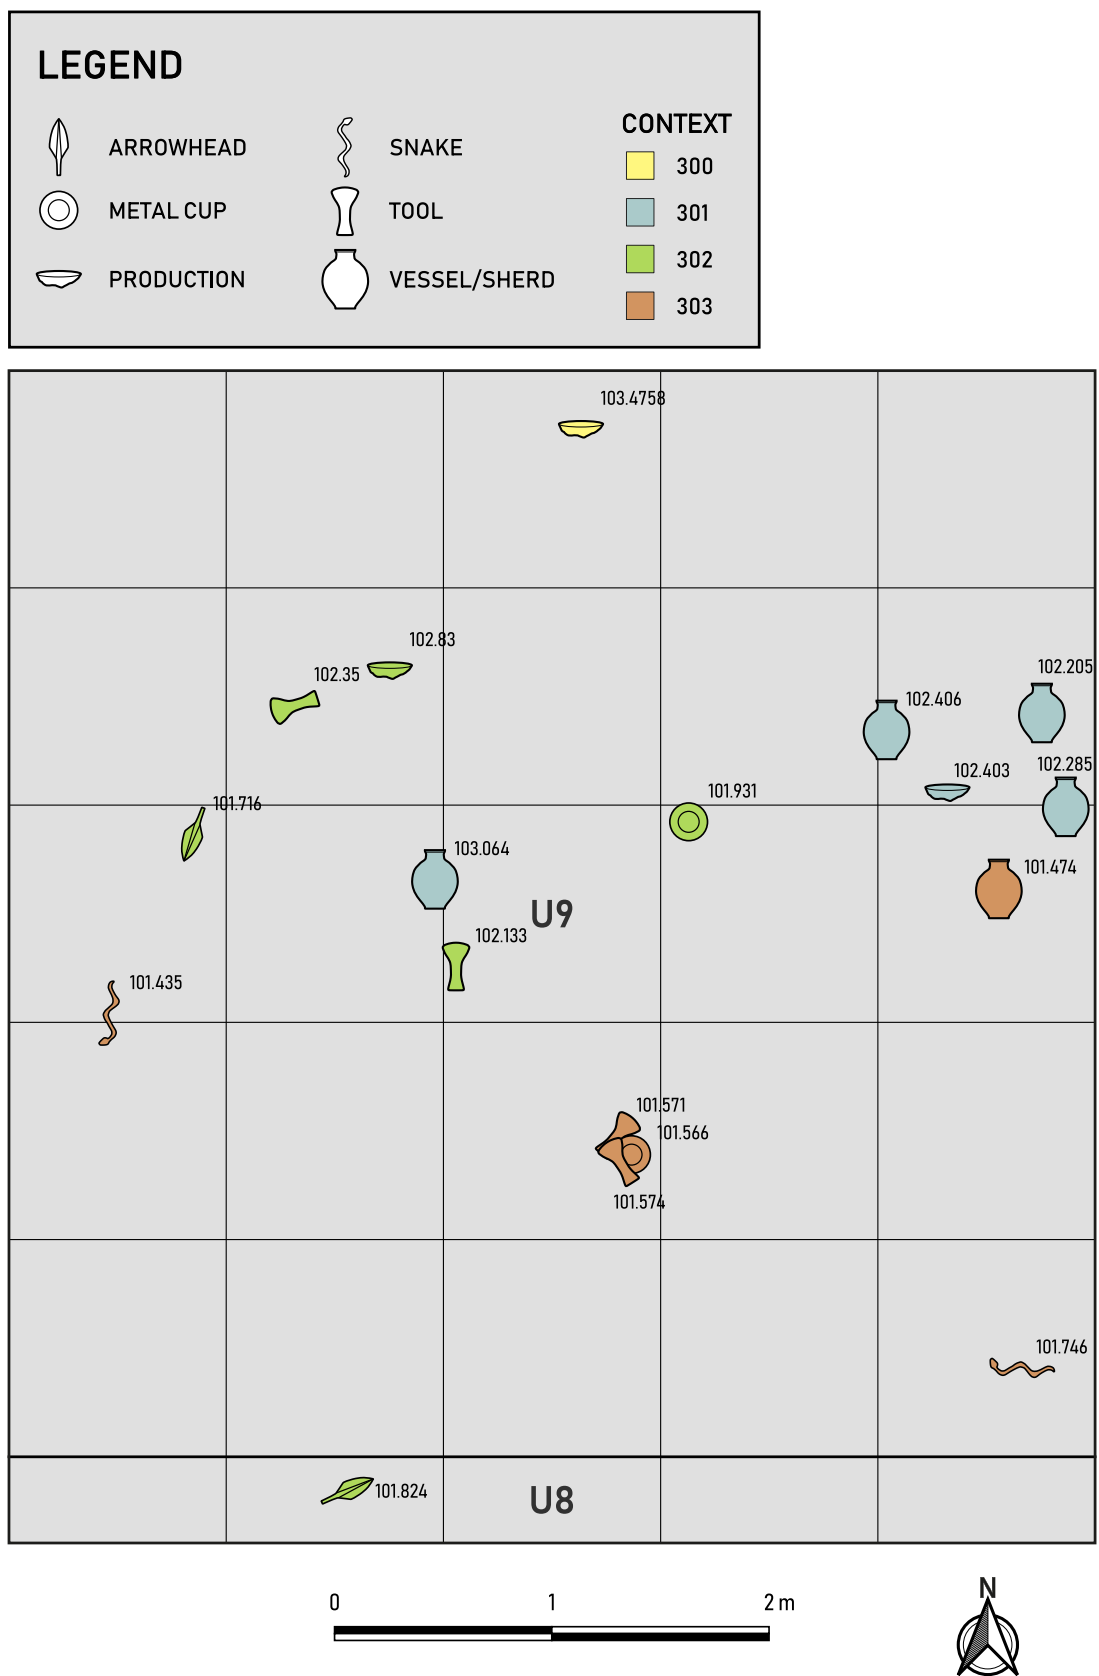 LEGEND
ARROWHEAD
METAL CUP
PRODUCTION
SNAKE
TOOL
VESSEL/SHERD
CONTEXT
300
301
302
303
103.4758
102.83
102.35
102.205
102.406
102.403
102.285
101.716
101.931
103.064
101.474
U9
102.133
101.435
101.571
101.566
101.574
101.746
101.824
U8
0 1 2 m
N